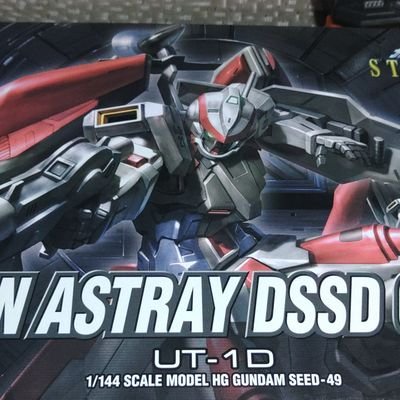 ST
N ASTRAY DSSD
UT-1D
1/144 SCALE MODEL HG GUNDAM SEED-49